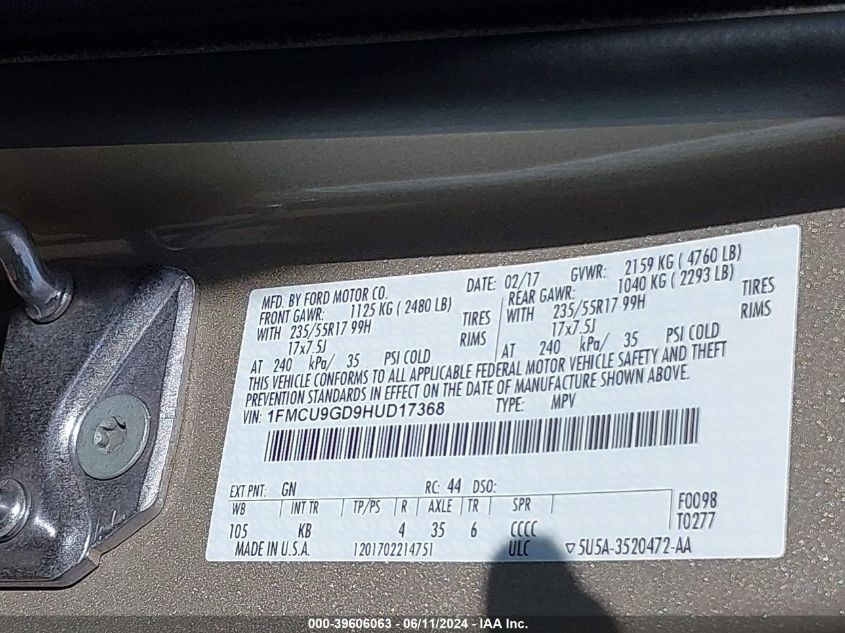 MFD. BY FORD MOTOR CO. DATE: 02/17 GVWR: 2159 KG ( 4760 LB)
FRONT GAWR: 1125 KG ( 2480 LB) REAR GAWR: 1040 KG ( 2293 LB)
WITH 235/55R17 99H TIRES WITH 235/55R17 99H TIRES
17x7.5J RIMS 17x7.5J RIMS
AT 240 kPa/ 35 PSI COLD AT 240 kPa/ 35 PSI COLD
THIS VEHICLE CONFORMS TO ALL APPLICABLE FEDERAL MOTOR VEHICLE SAFETY AND THEFT
PREVENTION STANDARDS IN EFFECT ON THE DATE OF MANUFACTURE SHOWN ABOVE.
VIN: 1FMCU9GD9HUD17368 TYPE: MPV
EXT PNT: GN RC: 44 DSO:
WB INT TR TP/PS R AXLE TR SPR F0098
105 KB 4 35 6 CCCC T0277
MADE IN U.S.A. 1201702214751 ULC ▽5U5A-3520472-AA
000-39606063 - 06/11/2024 - IAA Inc.